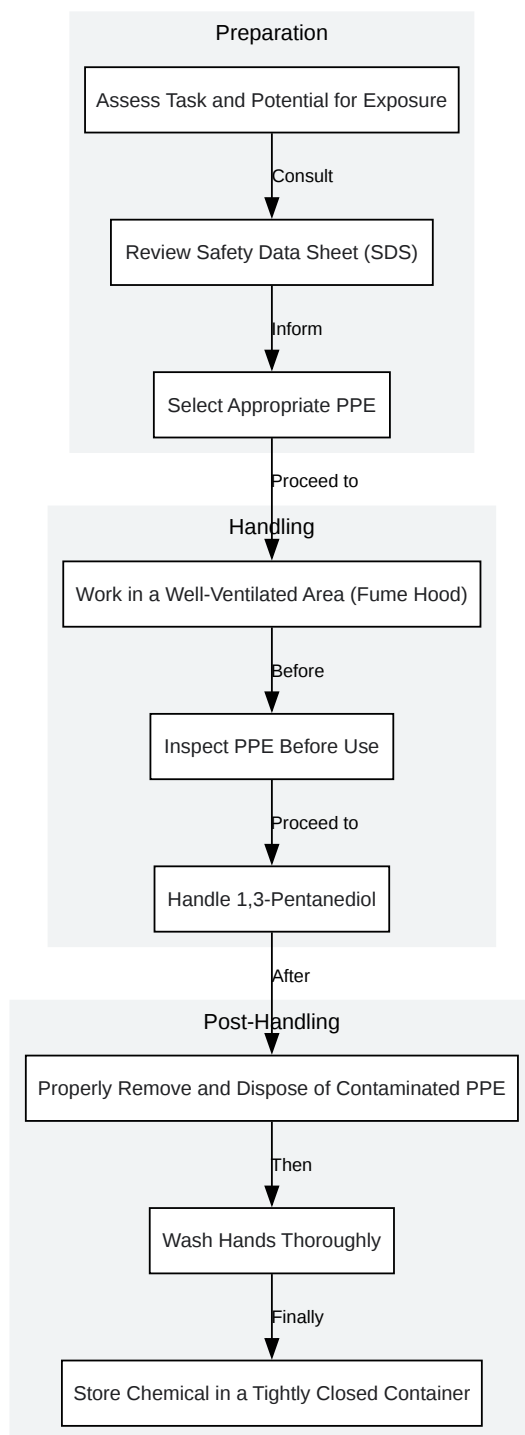 Preparation
Assess Task and Potential for Exposure
Consult
Review Safety Data Sheet (SDS)
Inform
Select Appropriate PPE
Proceed to
Handling
Work in a Well-Ventilated Area (Fume Hood)
Before
Inspect PPE Before Use
Proceed to
Handle 1,3-Pentanediol
After
Post-Handling
Properly Remove and Dispose of Contaminated PPE
Then
Wash Hands Thoroughly
Finally
Store Chemical in a Tightly Closed Container